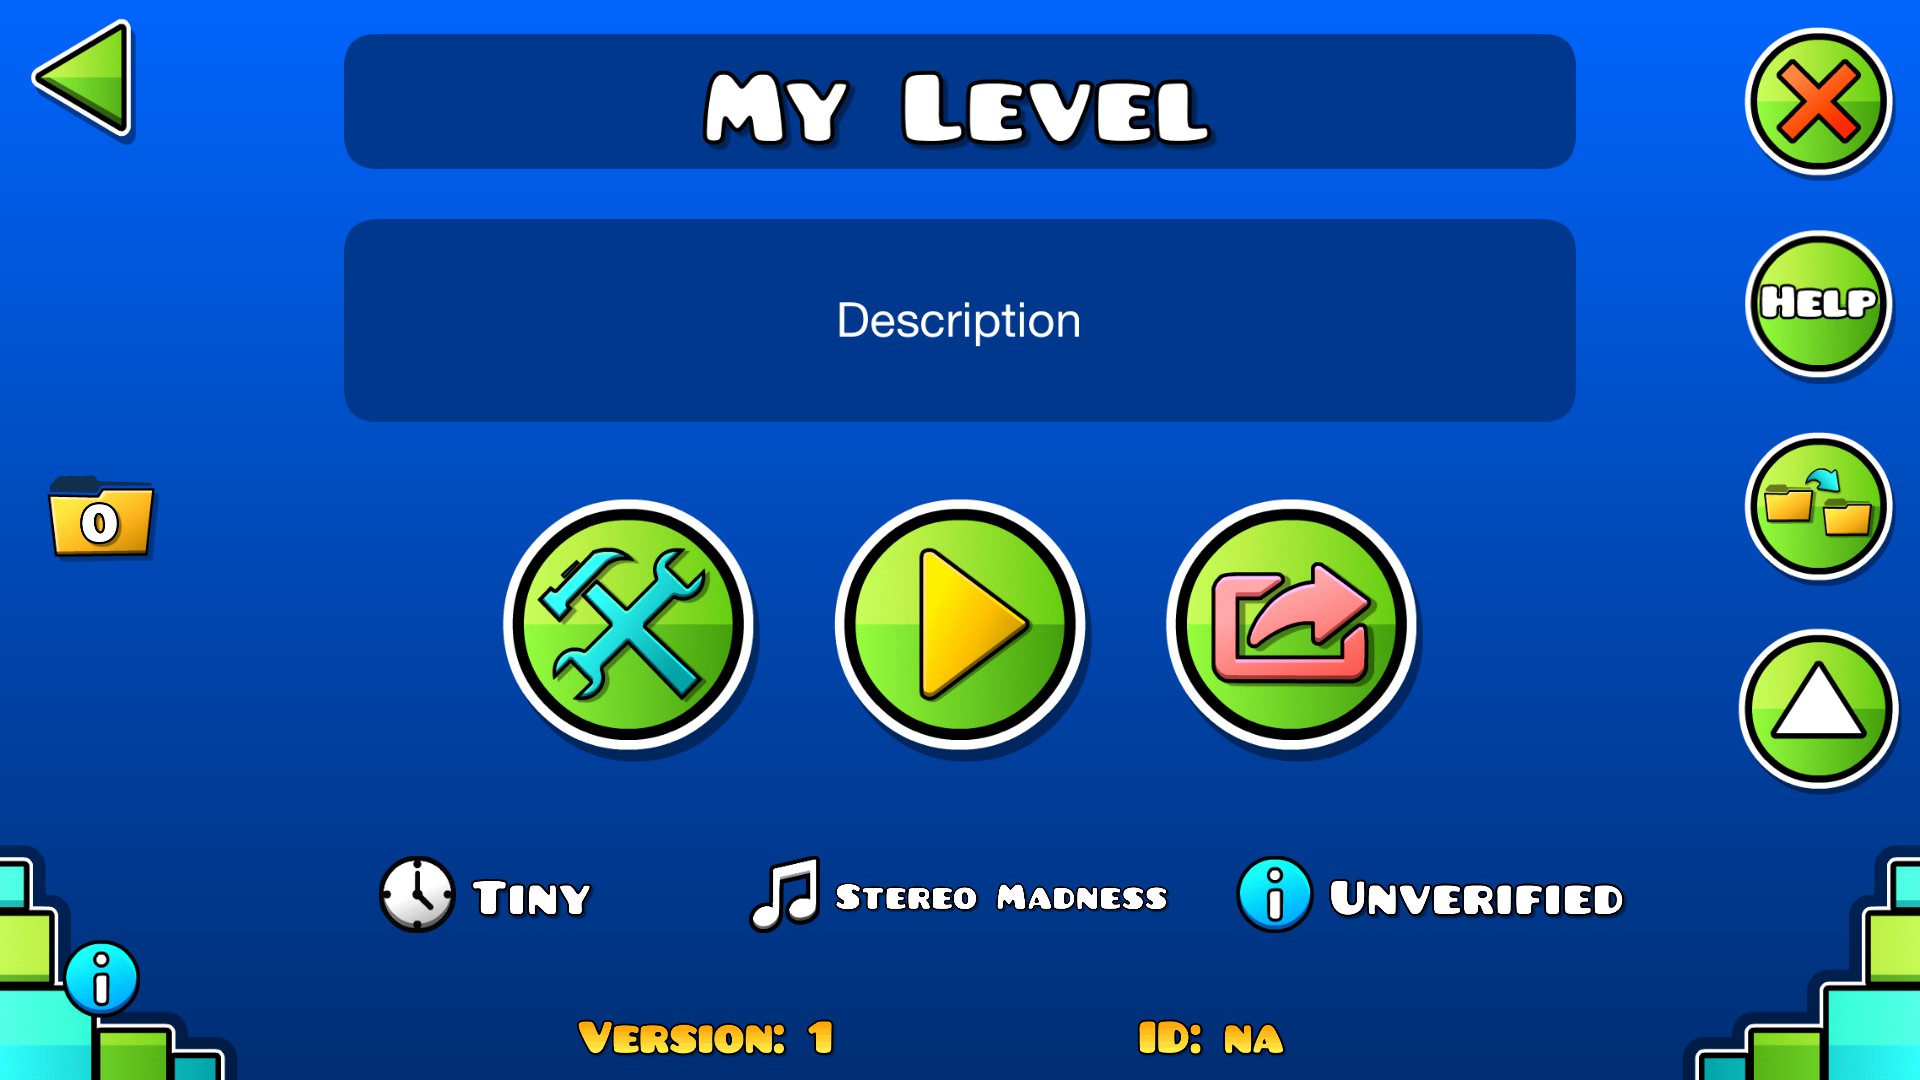 My Level
Description
Help
0
Tiny
Stereo Madness
Unverified
Version: 1
ID: na